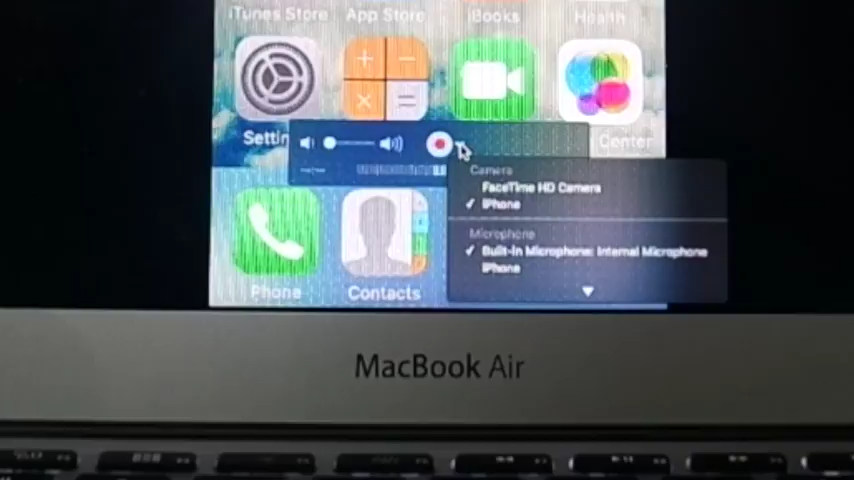 iTunes Store App Store iBooks Health
Settin
Center
Camera
FaceTime HD Camera
✓ iPhone
Microphone
✓ Built-in Microphone: Internal Microphone
iPhone
Phone Contacts
MacBook Air